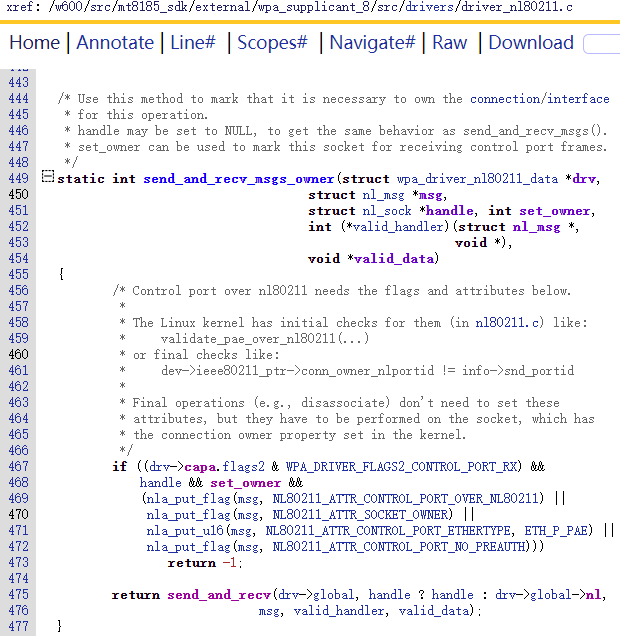 xref: /w600/src/mt8185_sdk/external/wpa_supplicant_8/src/drivers/driver_nl80211.c
Home | Annotate | Line# | Scopes# | Navigate# | Raw | Download
443
444 /* Use this method to mark that it is necessary to own the connection/interface
445 * for this operation.
446 * handle may be set to NULL, to get the same behavior as send_and_recv_msgs().
447 * set_owner can be used to mark this socket for receiving control port frames.
448 */
449 static int send_and_recv_msgs_owner(struct wpa_driver_nl80211_data *drv,
450 struct nl_msg *msg,
451 struct nl_sock *handle, int set_owner,
452 int (*valid_handler)(struct nl_msg *,
453 void *),
454 void *valid_data)
455 {
456 /* Control port over nl80211 needs the flags and attributes below.
457 *
458 * The Linux kernel has initial checks for them (in nl80211.c) like:
459 * validate_pae_over_nl80211(...)
460 * or final checks like:
461 * dev->ieee80211_ptr->conn_owner_nlportid != info->snd_portid
462 *
463 * Final operations (e.g., disassociate) don't need to set these
464 * attributes, but they have to be performed on the socket, which has
465 * the connection owner property set in the kernel.
466 */
467 if ((drv->capa.flags2 & WPA_DRIVER_FLAGS2_CONTROL_PORT_RX) &&
468 handle && set_owner &&
469 (nla_put_flag(msg, NL80211_ATTR_CONTROL_PORT_OVER_NL80211) ||
470 nla_put_flag(msg, NL80211_ATTR_SOCKET_OWNER) ||
471 nla_put_u16(msg, NL80211_ATTR_CONTROL_PORT_ETHERTYPE, ETH_P_PAE) ||
472 nla_put_flag(msg, NL80211_ATTR_CONTROL_PORT_NO_PREAUTH)))
473 return -1;
474
475 return send_and_recv(drv->global, handle ? handle : drv->global->nl,
476 msg, valid_handler, valid_data);
477 }